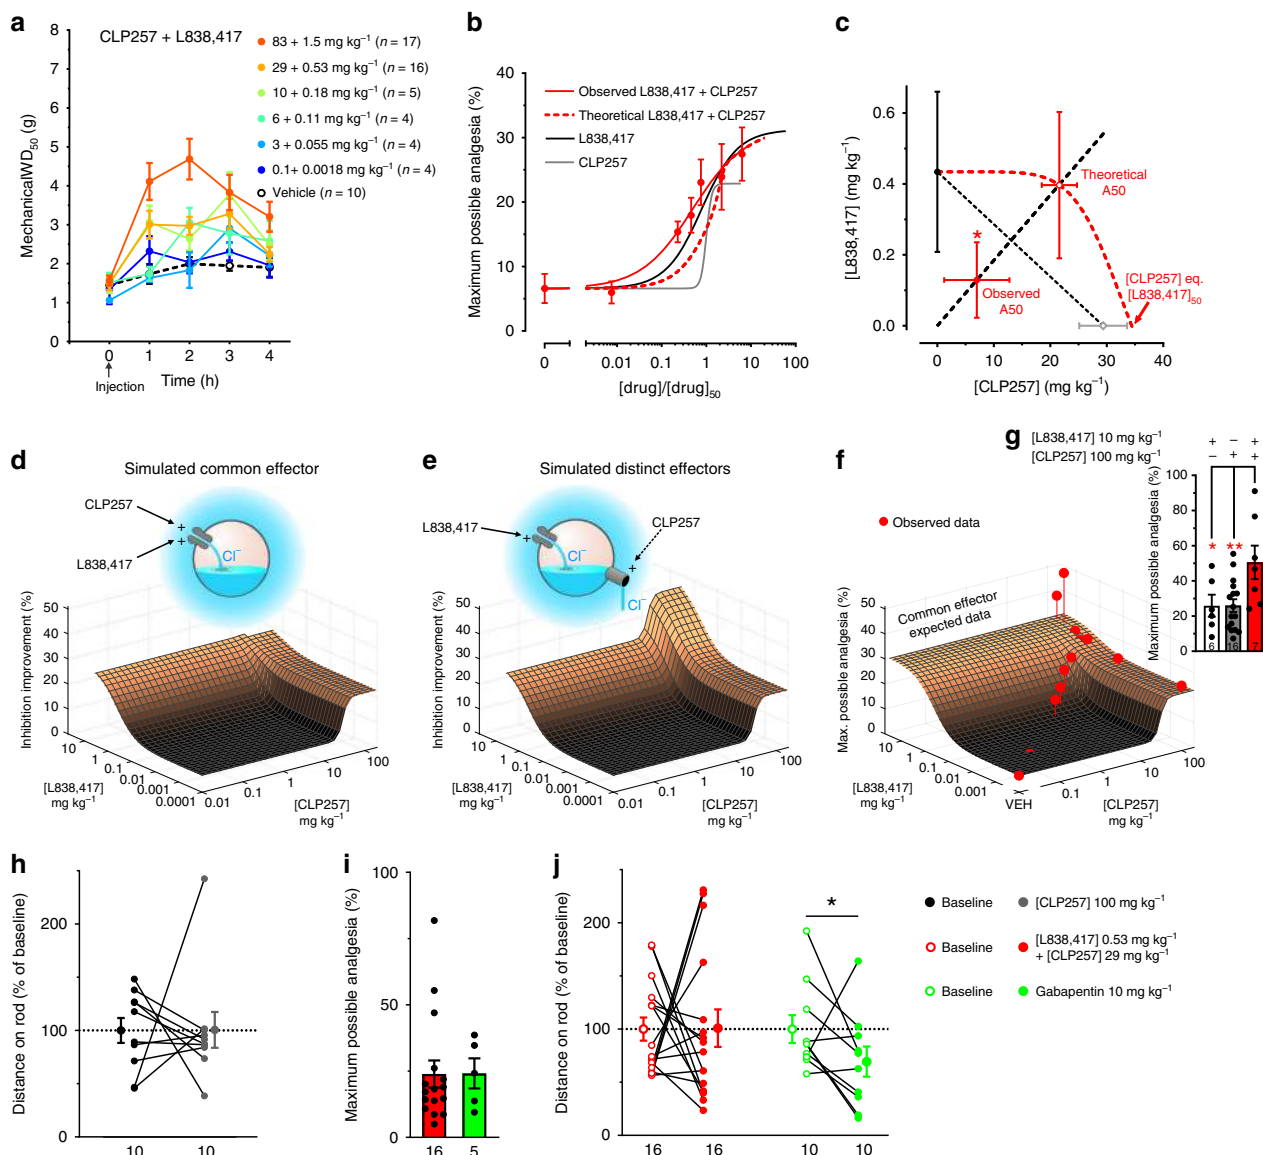 a
CLP257 + L838,417
MechanicalWD50 (g)
8
7
6
5
4
3
2
1
0
83 + 1.5 mg kg−1 (n = 17)
29 + 0.53 mg kg−1 (n = 16)
10 + 0.18 mg kg−1 (n = 5)
6 + 0.11 mg kg−1 (n = 4)
3 + 0.055 mg kg−1 (n = 4)
0.1+ 0.0018 mg kg−1 (n = 4)
Vehicle (n = 10)
0 1 2 3 4
Injection
Time (h)
b
Maximum possible analgesia (%)
40
30
20
10
0
Observed L838,417 + CLP257
Theoretical L838,417 + CLP257
L838,417
CLP257
0 0.01 0.1 1 10 100
[drug]/[drug]50
c
[L838,417] (mg kg−1)
0.6
0.4
0.2
0.0
Theoretical
A50
*
Observed
A50
[CLP257] eq.
[L838,417]50
0 10 20 30 40
[CLP257] (mg kg−1)
d
Simulated common effector
CLP257
L838,417
+
+
Cl−
Inhibition improvement (%)
50
40
30
20
10
0
10
1
0.1
0.01
0.001
0.0001
[L838,417]
mg kg−1
0.01
0.1
1
10
100
[CLP257]
mg kg−1
e
Simulated distinct effectors
L838,417
CLP257
+
+
Cl−
Cl−
Inhibition improvement (%)
50
40
30
20
10
0
10
1
0.1
0.01
0.001
0.0001
[L838,417]
mg kg−1
0.01
0.1
1
10
100
[CLP257]
mg kg−1
f
Observed data
Common effector
expected data
Max. possible analgesia (%)
50
40
30
20
10
0
10
1
0.1
0.01
0.001
VEH
[L838,417]
mg kg−1
0.1
1
10
100
[CLP257]
mg kg−1
g
[L838,417] 10 mg kg−1 + − +
[CLP257] 100 mg kg−1 − + +
Maximum possible analgesia (%)
100
80
60
40
20
0
* **
6 16 7
h
Distance on rod (% of baseline)
200
100
0
10 10
i
Maximum possible analgesia (%)
100
50
0
16 5
j
Distance on rod (% of baseline)
200
100
0
*
16 16 10 10
Baseline [CLP257] 100 mg kg−1
Baseline [L838,417] 0.53 mg kg−1
+ [CLP257] 29 mg kg−1
Baseline Gabapentin 10 mg kg−1